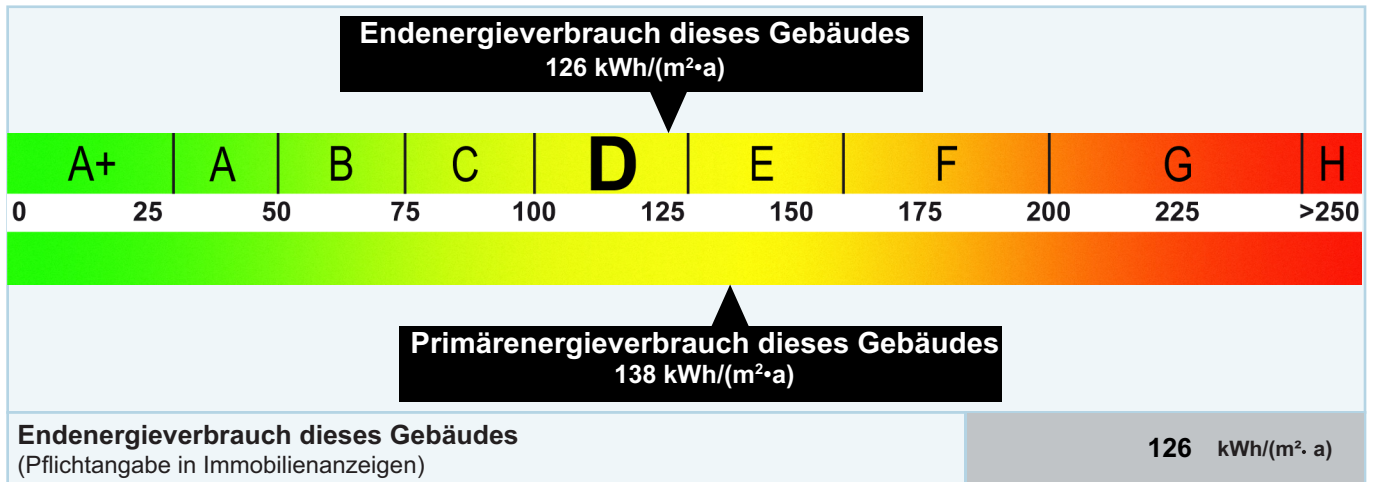 Endenergieverbrauch dieses Gebäudes
126 kWh/(m²•a)
A+ A B C D E F G H
0 25 50 75 100 125 150 175 200 225 >250
Primärenergieverbrauch dieses Gebäudes
138 kWh/(m²•a)
Endenergieverbrauch dieses Gebäudes
(Pflichtangabe in Immobilienanzeigen)
126 kWh/(m²· a)